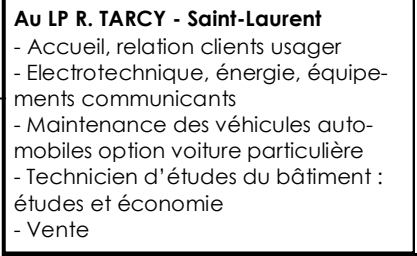 Au LP R. TARCY - Saint-Laurent
- Accueil, relation clients usager
- Electrotechnique, énergie, équipe-
ments communicants
- Maintenance des véhicules auto-
mobiles option voiture particulière
- Technicien d'études du bâtiment :
études et économie
- Vente